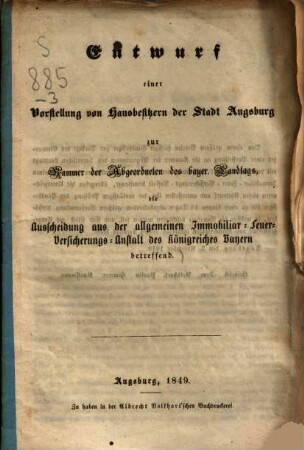 S
885
-3
Entwurf
einer
Vorstellung von Hausbesitzern der Stadt Augsburg
zur
Kammer der Abgeordneten des bayer. Landtags,
die
Ausscheidung aus der allgemeinen Immobiliar-Feuer-
Versicherungs-Anstalt des Königreiches Bayern
betreffend.
Augsburg, 1849.
Zu haben in der Albrecht Volkhart'schen Buchdruckerei